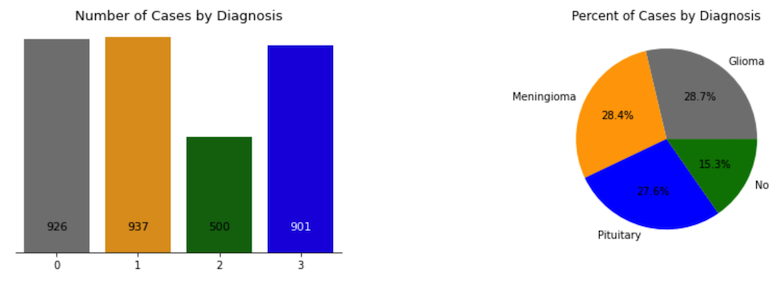 Number of Cases by Diagnosis
926
937
500
901
0
1
2
3
Percent of Cases by Diagnosis
Glioma
28.7%
Meningioma
28.4%
15.3%
No
27.6%
Pituitary